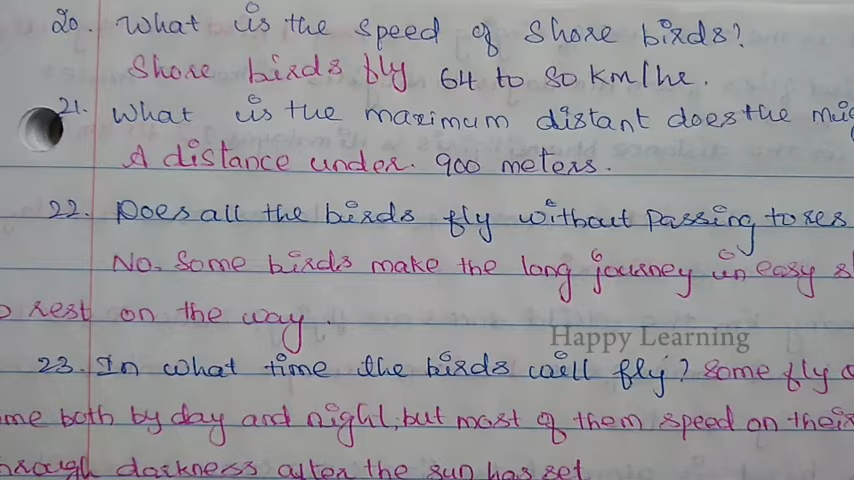 20. What is the speed of shore birds?
Shore birds fly 64 to 80 km/hr.
21. What is the maximum distant does the
A distance under. 900 meters.
22. Does all the birds fly without passing to
No. Some birds make the long journey in easy
rest on the way.
Happy Learning
23. In what time the birds will fly? some fly
both by day and night, but most of them speed on their
darkness after the sun has set